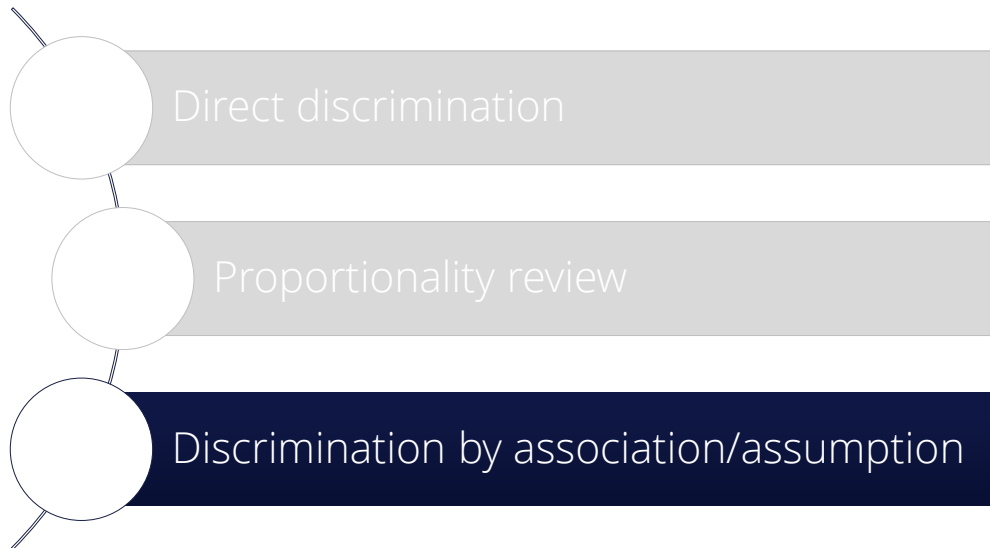 Direct discrimination
Proportionality review
Discrimination by association/assumption